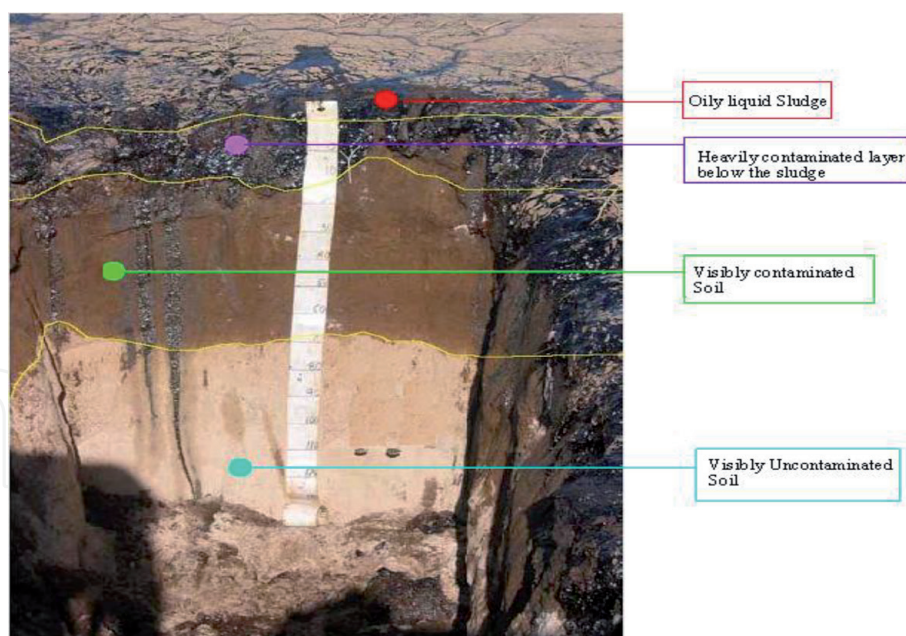 Oily liquid Sludge
Heavily contaminated layer
below the sludge
Visibly contaminated
Soil
Visibly Uncontaminated
Soil